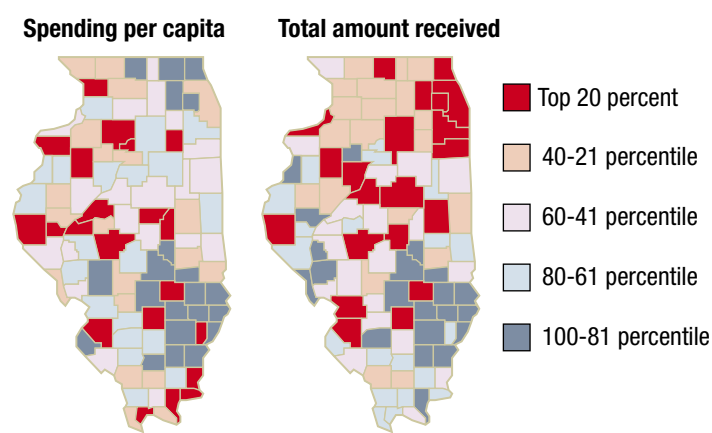 Spending per capita
Total amount received
Top 20 percent
40-21 percentile
60-41 percentile
80-61 percentile
100-81 percentile